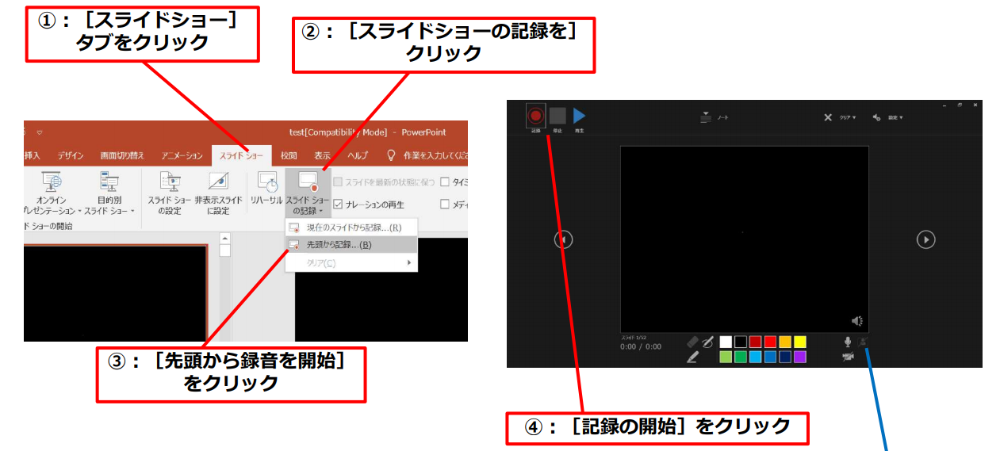 ①：［スライドショー］
タブをクリック
②：［スライドショーの記録を］
クリック
test[Compatibility Mode] - PowerPoint
挿入 デザイン 画面切り替え アニメーション スライド ショー 校閲 表示 ヘルプ 作業を入力してくださ
オンライン
プレゼンテーション
目的別
スライド ショー
スライド ショー
の設定
非表示スライド
に設定
リハーサル
スライド ショー
の記録
スライドを最新の状態に保つ
タイミ
ナレーションの再生
メディ
ド ショーの開始
現在のスライドから記録...(R)
先頭から記録...(B)
クリア(C)
③：［先頭から録音を開始］
をクリック
記録 停止 再生
ノート
クリア
設定
スライド 1/52
0:00 / 0:00
④：［記録の開始］をクリック